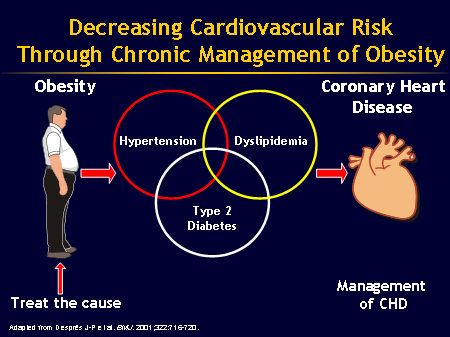 Decreasing Cardiovascular Risk
Through Chronic Management of Obesity
Obesity
Coronary Heart
Disease
Hypertension
Dyslipidemia
Type 2
Diabetes
Treat the cause
Management
of CHD
Adapted from Després J-P et al. BMJ. 2001;322:716-720.